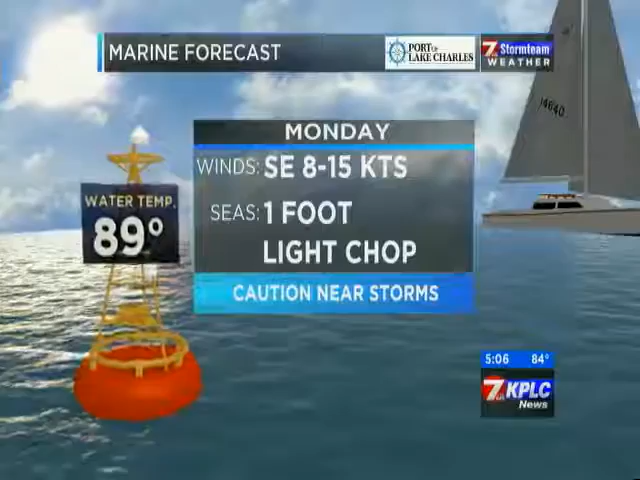 MARINE FORECAST
PORT OF
LAKE CHARLES
7 Stormteam
WEATHER
14640
MONDAY
WINDS: SE 8-15 KTS
SEAS: 1 FOOT
LIGHT CHOP
CAUTION NEAR STORMS
WATER TEMP.
89°
5:06 84°
7 KPLC
News